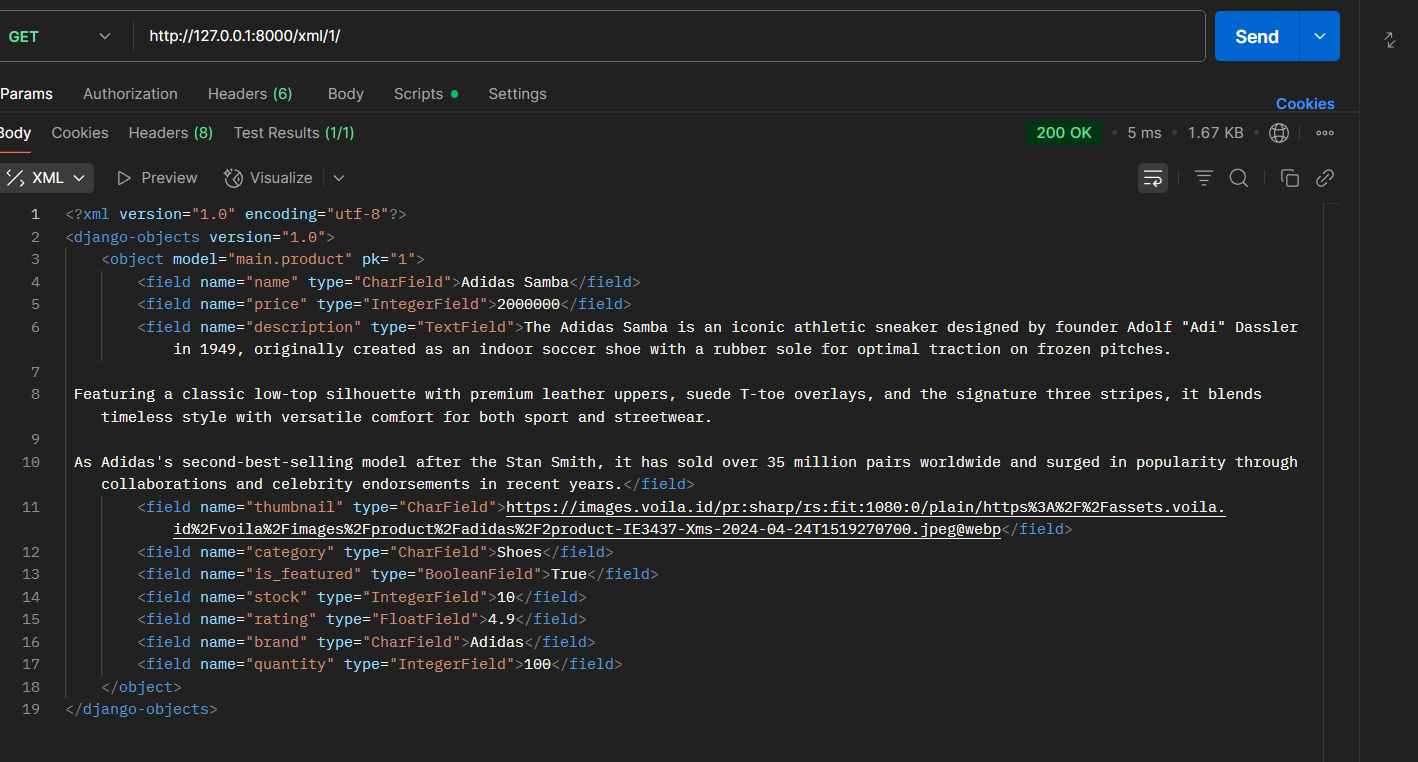 GET http://127.0.0.1:8000/xml/1/ Send
Params Authorization Headers (6) Body Scripts Settings
Cookies
Body Cookies Headers (8) Test Results (1/1) 200 OK • 5 ms • 1.67 KB •
XML Preview Visualize
1 <?xml version="1.0" encoding="utf-8"?>
2 <django-objects version="1.0">
3 <object model="main.product" pk="1">
4 <field name="name" type="CharField">Adidas Samba</field>
5 <field name="price" type="IntegerField">2000000</field>
6 <field name="description" type="TextField">The Adidas Samba is an iconic athletic sneaker designed by founder Adolf "Adi" Dassler
in 1949, originally created as an indoor soccer shoe with a rubber sole for optimal traction on frozen pitches.
7
8 Featuring a classic low-top silhouette with premium leather uppers, suede T-toe overlays, and the signature three stripes, it blends
timeless style with versatile comfort for both sport and streetwear.
9
10 As Adidas's second-best-selling model after the Stan Smith, it has sold over 35 million pairs worldwide and surged in popularity through
collaborations and celebrity endorsements in recent years.</field>
11 <field name="thumbnail" type="CharField">https://images.voila.id/pr:sharp/rs:fit:1080:0/plain/https%3A%2F%2Fassets.voila.
id%2Fvoila%2Fimages%2Fproduct%2Fadidas%2F2product-IE3437-Xms-2024-04-24T1519270700.jpeg@webp</field>
12 <field name="category" type="CharField">Shoes</field>
13 <field name="is_featured" type="BooleanField">True</field>
14 <field name="stock" type="IntegerField">10</field>
15 <field name="rating" type="FloatField">4.9</field>
16 <field name="brand" type="CharField">Adidas</field>
17 <field name="quantity" type="IntegerField">100</field>
18 </object>
19 </django-objects>